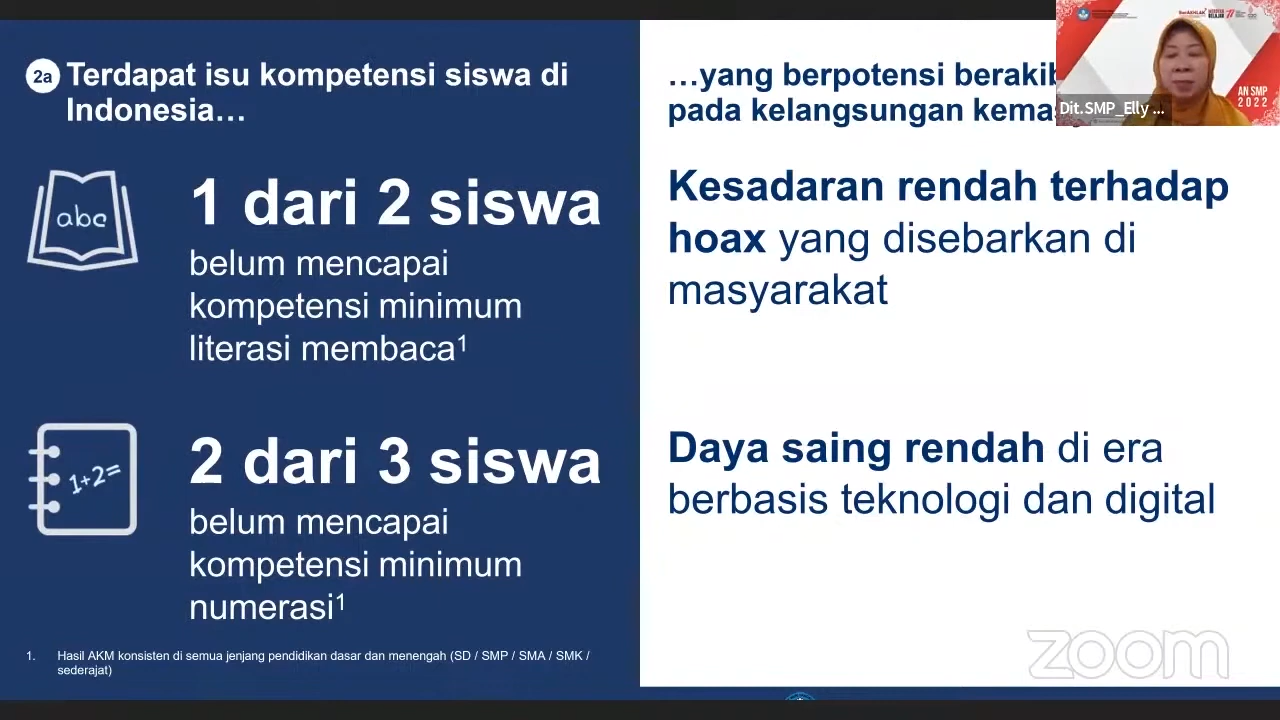 2a
Terdapat isu kompetensi siswa di
Indonesia…
abc
1 dari 2 siswa
belum mencapai
kompetensi minimum
literasi membaca¹
1+2=
2 dari 3 siswa
belum mencapai
kompetensi minimum
numerasi¹
1. Hasil AKM konsisten di semua jenjang pendidikan dasar dan menengah (SD / SMP / SMA / SMK /
sederajat)
…yang berpotensi
pada kelangsungan
Kesadaran rendah terhadap
hoax yang disebarkan di
masyarakat
Daya saing rendah di era
berbasis teknologi dan digital
AN SMP
2022
Dit.SMP_Elly ...
zoom